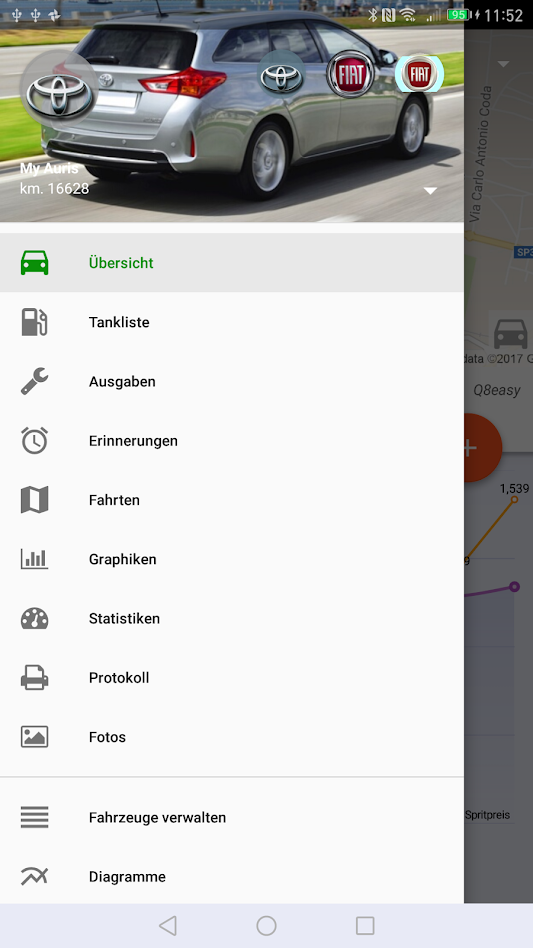 95 11:52
FIAT FIAT
My Auris
km. 16628
Via Carlo Antonio Coda
SP3
Übersicht
Tankliste
data ©2017 G
Ausgaben
Q8easy
Erinnerungen
+
Fahrten
1,539
Graphiken
9
Statistiken
Protokoll
Fotos
Fahrzeuge verwalten
Spritpreis
Diagramme